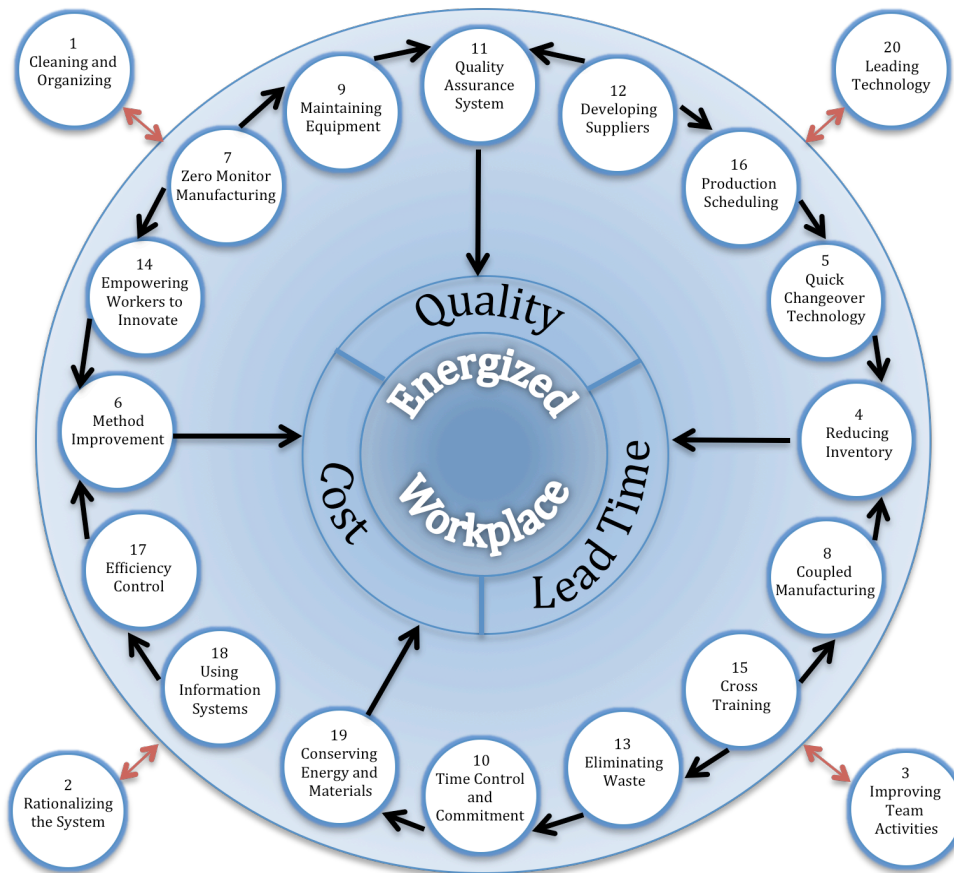 1
Cleaning and
Organizing
20
Leading
Technology
11
Quality
Assurance
System
9
Maintaining
Equipment
12
Developing
Suppliers
7
Zero Monitor
Manufacturing
16
Production
Scheduling
14
Empowering
Workers to
Innovate
5
Quick
Changeover
Technology
6
Method
Improvement
4
Reducing
Inventory
Quality
Cost
Lead Time
Energized
Workplace
17
Efficiency
Control
8
Coupled
Manufacturing
18
Using
Information
Systems
15
Cross
Training
19
Conserving
Energy and
Materials
10
Time Control
and
Commitment
13
Eliminating
Waste
2
Rationalizing
the System
3
Improving
Team
Activities